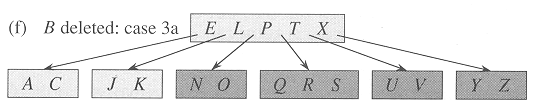 (f) B deleted: case 3a E L P T X
A C J K N O Q R S U V Y Z